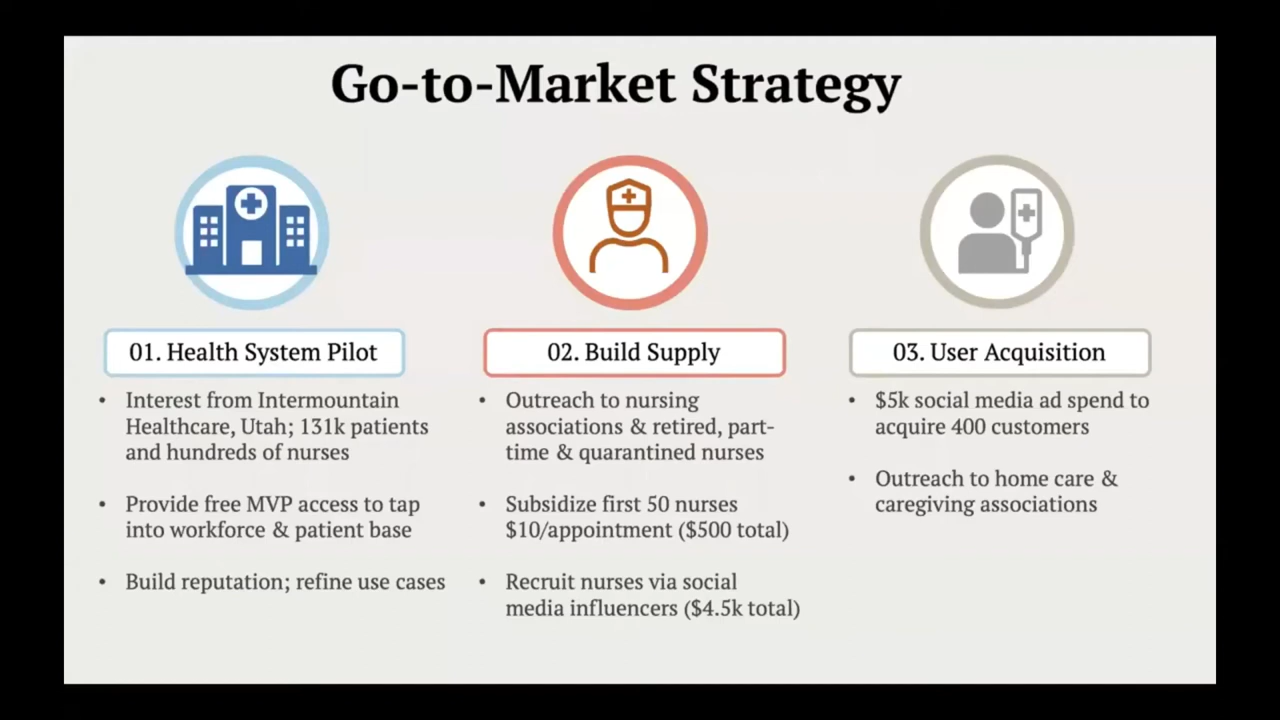 Go-to-Market Strategy
01. Health System Pilot
• Interest from Intermountain
Healthcare, Utah; 131k patients
and hundreds of nurses
• Provide free MVP access to tap
into workforce & patient base
• Build reputation; refine use cases
02. Build Supply
• Outreach to nursing
associations & retired, part-
time & quarantined nurses
• Subsidize first 50 nurses
$10/appointment ($500 total)
• Recruit nurses via social
media influencers ($4.5k total)
03. User Acquisition
• $5k social media ad spend to
acquire 400 customers
• Outreach to home care &
caregiving associations